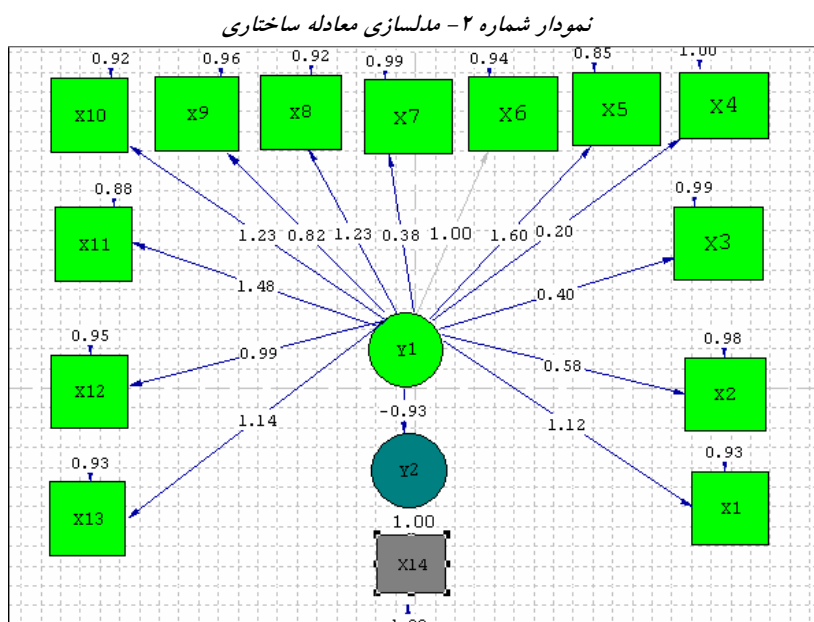 نمودار شماره ۲- مدلسازی معادله ساختاری
0.92 0.96 0.92 0.99 0.94 0.85 1.00
X10 X9 X8 X7 X6 X5 X4
0.88 0.99
X11 X3
1.23 0.82 1.23 0.38 1.00 1.60 0.20
1.48 0.40
0.95 0.98
Y1
0.99 0.58
X12 X2
-0.93
1.14 1.12
0.93 0.93
Y2
X13 X1
1.00
X14